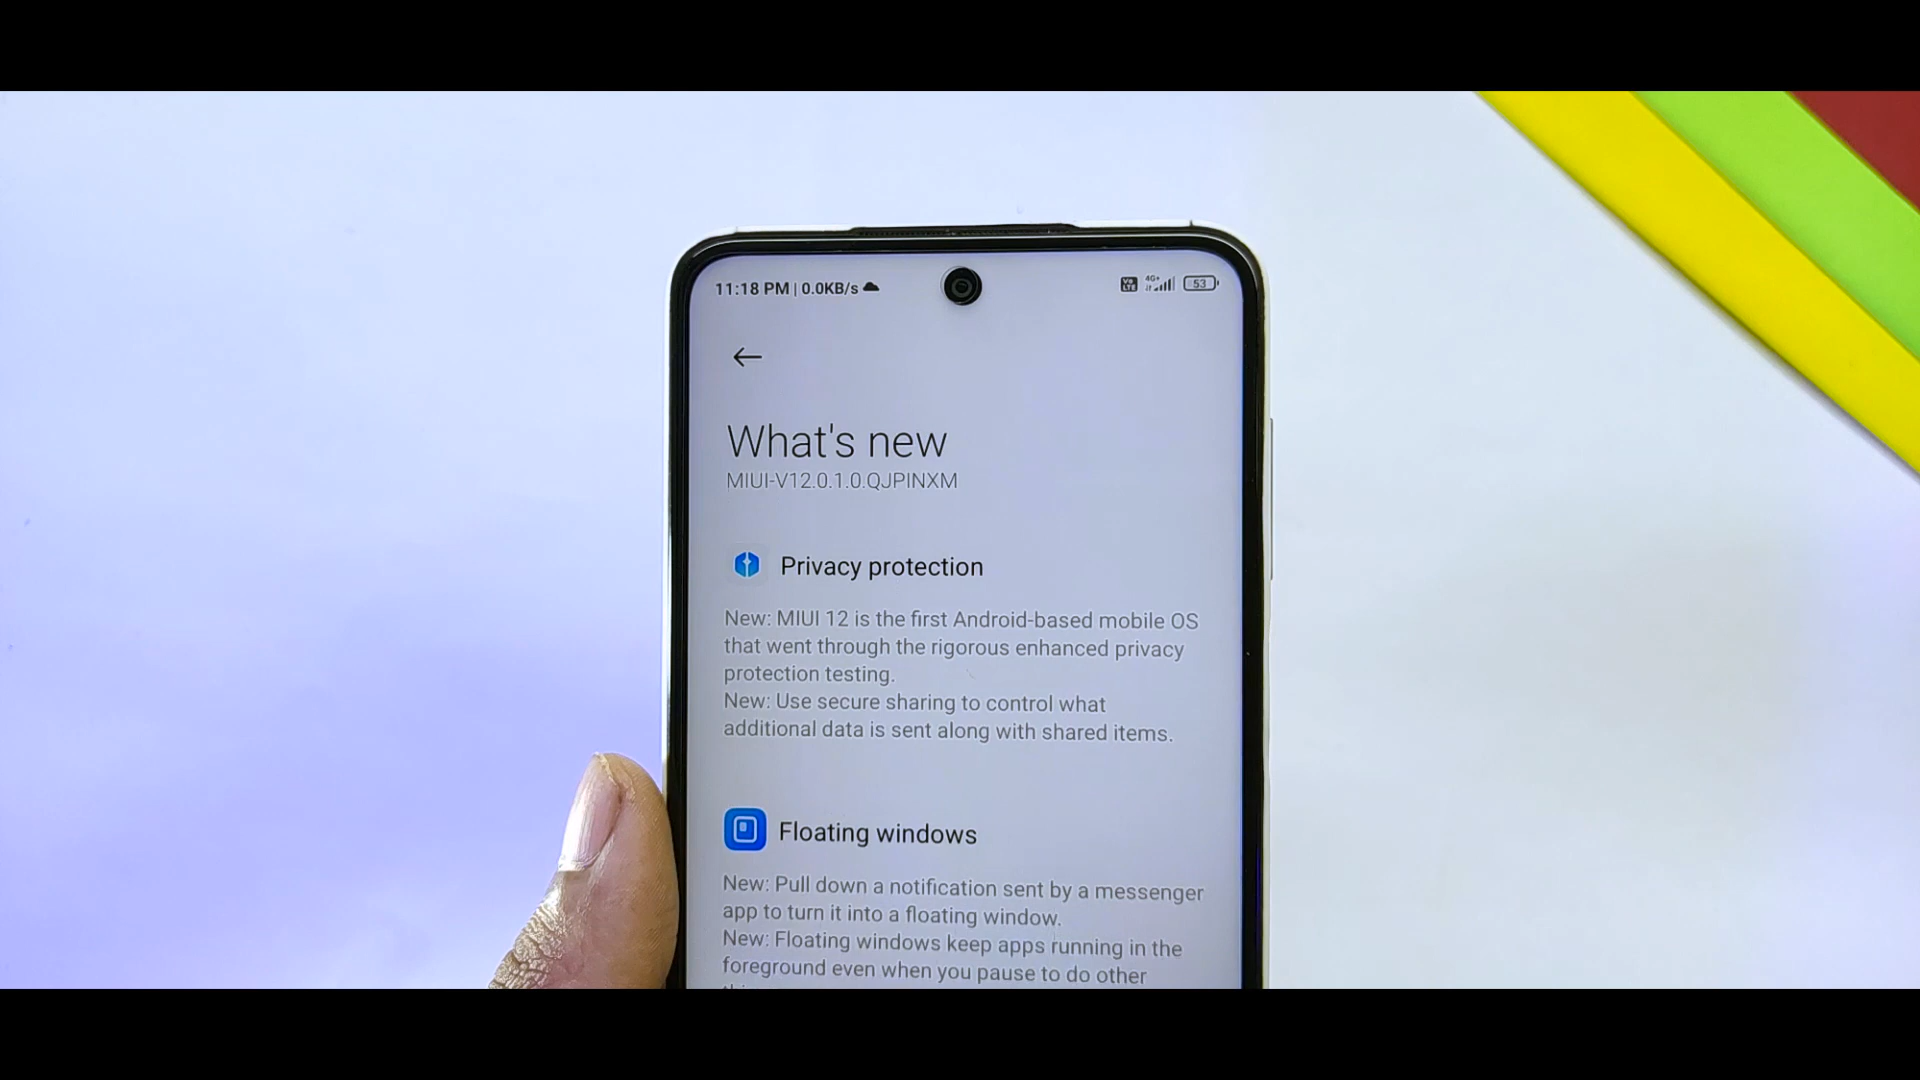 11:18 PM | 0.0KB/s
Vo
LTE
4G+
53
What's new
MIUI-V12.0.1.0.QJPINXM
Privacy protection
New: MIUI 12 is the first Android-based mobile OS
that went through the rigorous enhanced privacy
protection testing.
New: Use secure sharing to control what
additional data is sent along with shared items.
Floating windows
New: Pull down a notification sent by a messenger
app to turn it into a floating window.
New: Floating windows keep apps running in the
foreground even when you pause to do other